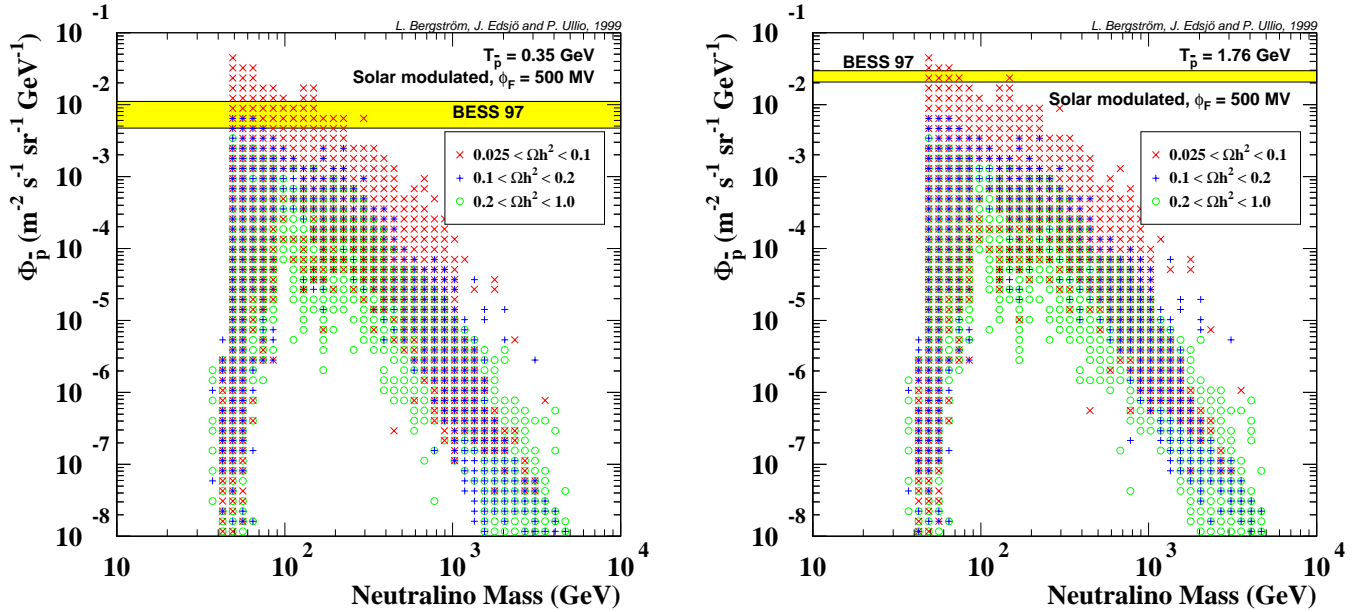 L. Bergström, J. Edsjö and P. Ullio, 1999
Φp̄ (m⁻² s⁻¹ sr⁻¹ GeV⁻¹)
10⁻¹
10⁻²
10⁻³
10⁻⁴
10⁻⁵
10⁻⁶
10⁻⁷
10⁻⁸
Tp̄ = 0.35 GeV
Solar modulated, ϕF = 500 MV
BESS 97
0.025 < Ωh² < 0.1
0.1 < Ωh² < 0.2
0.2 < Ωh² < 1.0
10 10² 10³ 10⁴
Neutralino Mass (GeV)
L. Bergström, J. Edsjö and P. Ullio, 1999
Φp̄ (m⁻² s⁻¹ sr⁻¹ GeV⁻¹)
10⁻¹
10⁻²
10⁻³
10⁻⁴
10⁻⁵
10⁻⁶
10⁻⁷
10⁻⁸
BESS 97
Tp̄ = 1.76 GeV
Solar modulated, ϕF = 500 MV
0.025 < Ωh² < 0.1
0.1 < Ωh² < 0.2
0.2 < Ωh² < 1.0
10 10² 10³ 10⁴
Neutralino Mass (GeV)